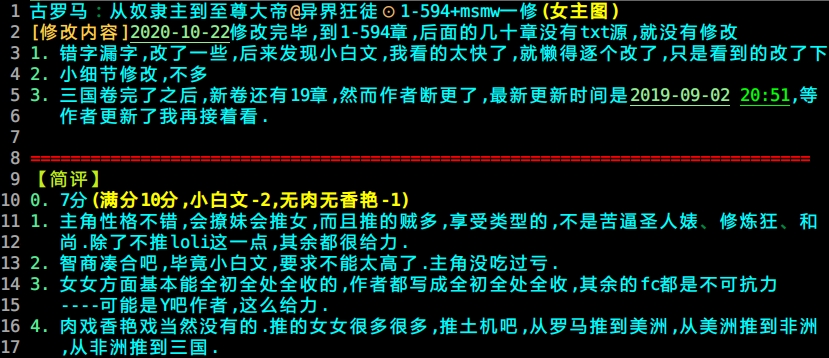 1 古罗马：从奴隶主到至尊大帝@异界狂徒⊙1-594+msmw一修(女主图)
2 [修改内容]2020-10-22修改完毕,到1-594章,后面的几十章没有txt源,就没有修改
3 1. 错字漏字,改了一些,后来发现小白文,我看的太快了,就懒得逐个改了,只是看到的改了下
4 2. 小细节修改,不多
5 3. 三国卷完了之后,新卷还有19章,然而作者断更了,最新更新时间是2019-09-02 20:51,等
6 作者更新了我再接着看.
7
8 ==============================================================================
9 【简评】
10 0. 7分(满分10分,小白文-2,无肉无香艳-1)
11 1. 主角性格不错,会撩妹会推女,而且推的贼多,享受类型的,不是苦逼圣人婊、修炼狂、和
12 尚.除了不推loli这一点,其余都很给力.
13 2. 智商凑合吧,毕竟小白文,要求不能太高了.主角没吃过亏.
14 3. 女女方面基本能全初全处全收的,作者都写成全初全处全收,其余的fc都是不可抗力
15 ----可能是Y吧作者,这么给力.
16 4. 肉戏香艳戏当然没有的.推的女女很多很多,推土机吧,从罗马推到美洲,从美洲推到非洲
17 ,从非洲推到三国.